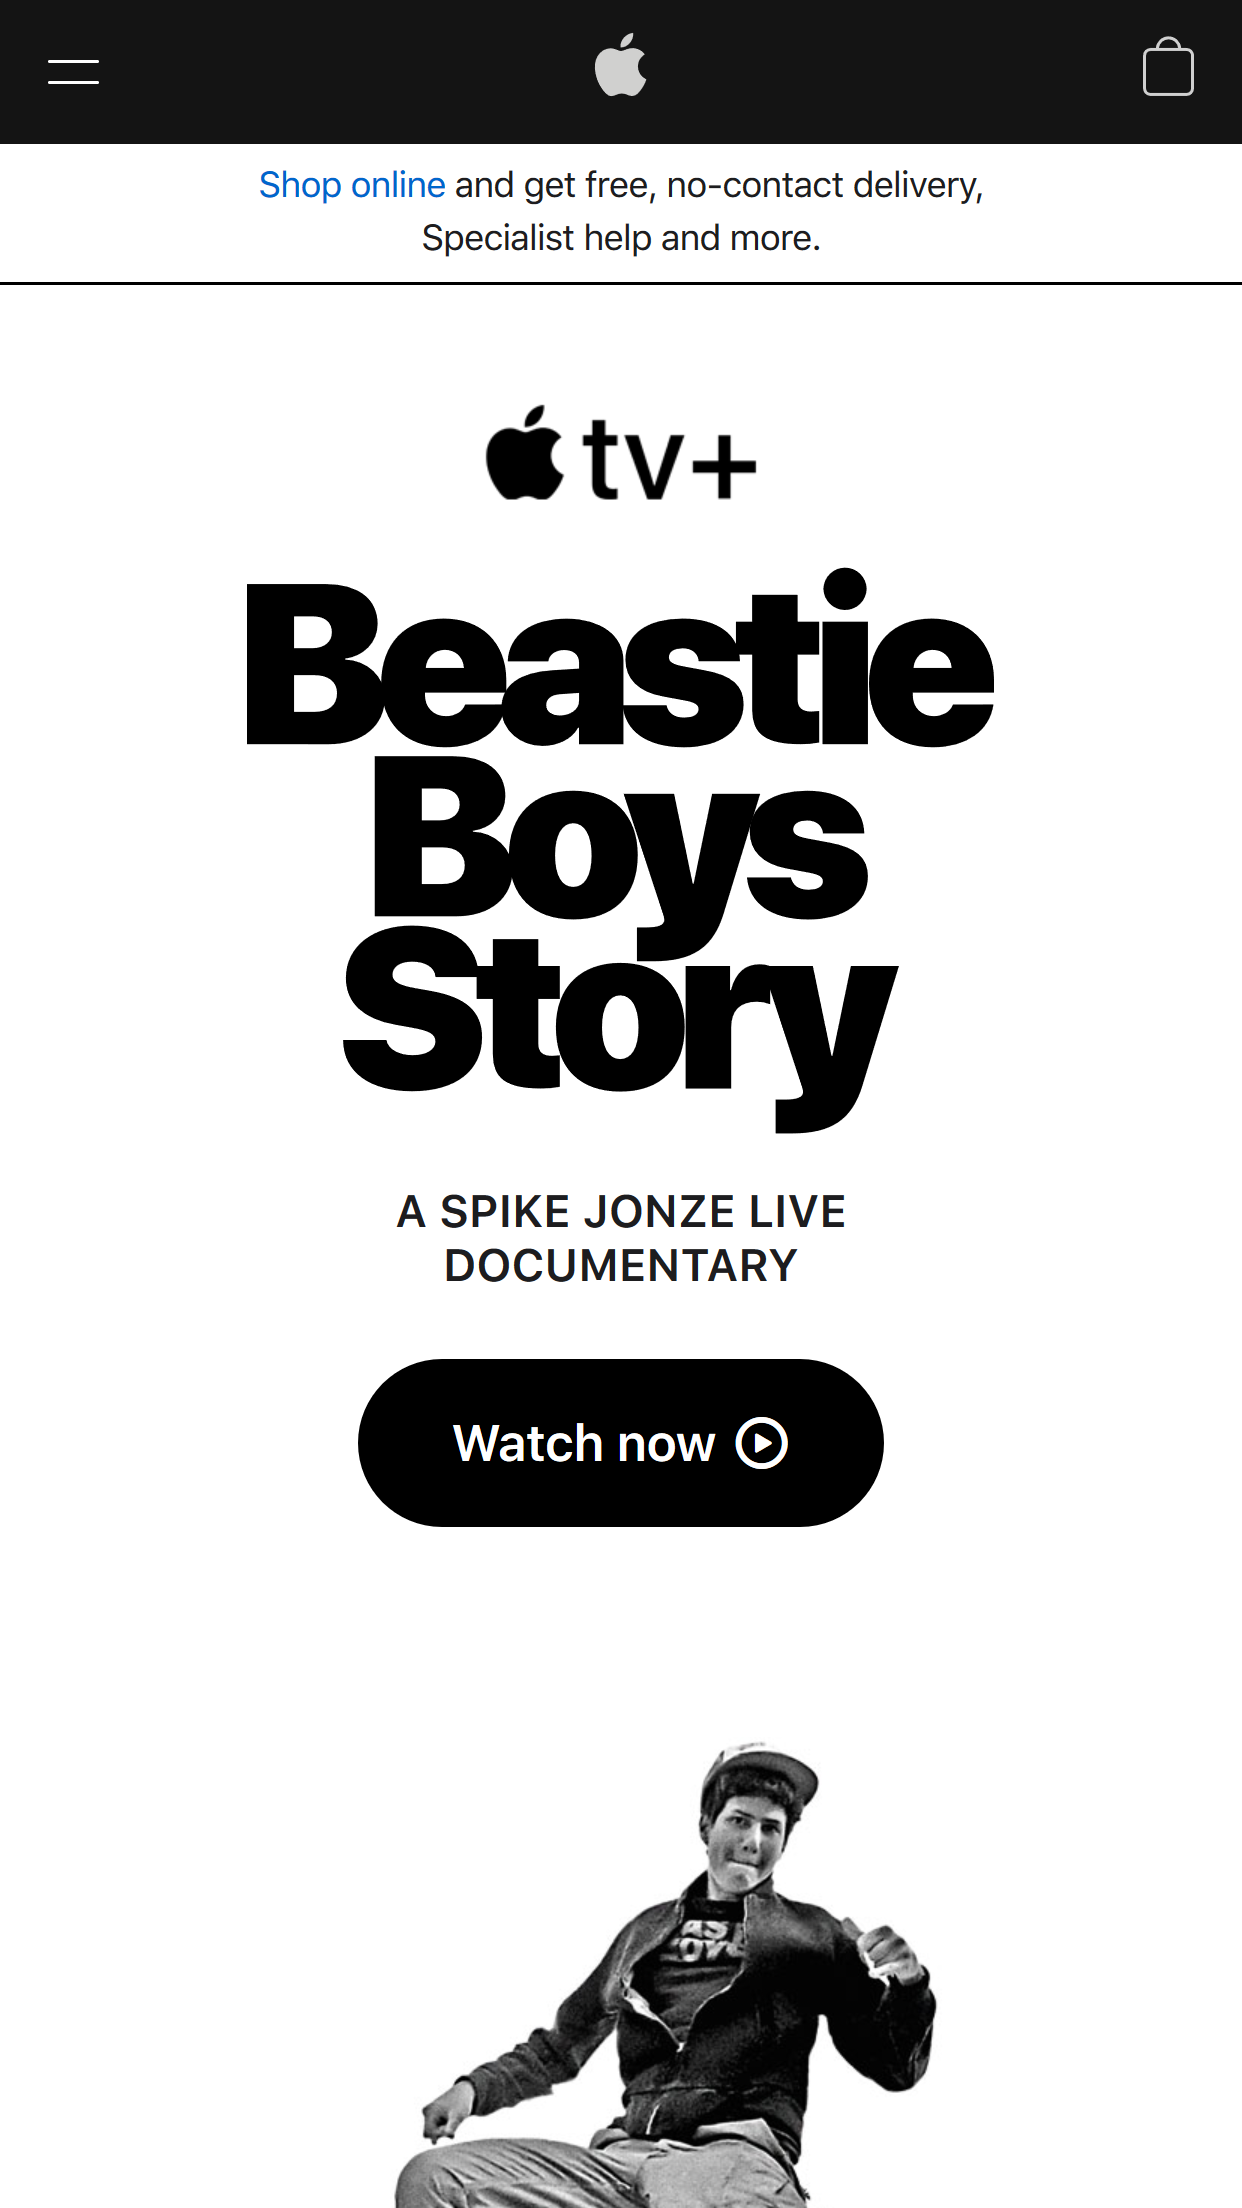 Shop online and get free, no-contact delivery,
Specialist help and more.
tv+
Beastie
Boys
Story
A SPIKE JONZE LIVE
DOCUMENTARY
Watch now